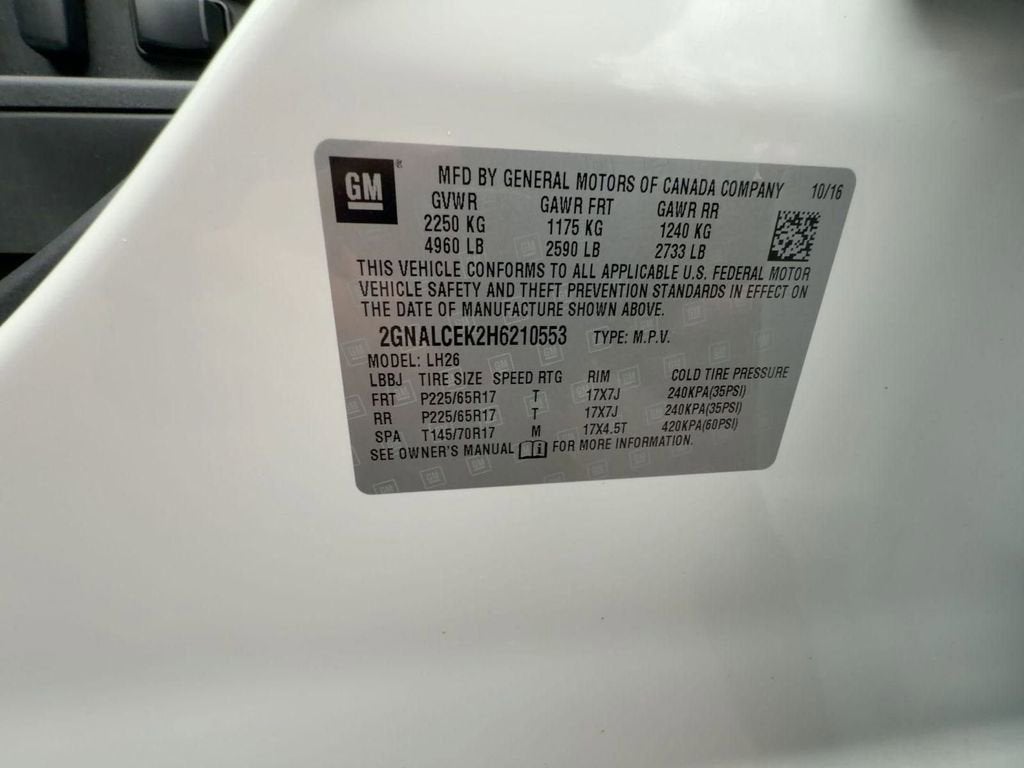 GM ® MFD BY GENERAL MOTORS OF CANADA COMPANY 10/16
GVWR GAWR FRT GAWR RR
2250 KG 1175 KG 1240 KG
4960 LB 2590 LB 2733 LB
THIS VEHICLE CONFORMS TO ALL APPLICABLE U.S. FEDERAL MOTOR
VEHICLE SAFETY AND THEFT PREVENTION STANDARDS IN EFFECT ON
THE DATE OF MANUFACTURE SHOWN ABOVE.
2GNALCEK2H6210553 TYPE: M.P.V.
MODEL: LH26
LBBJ TIRE SIZE SPEED RTG RIM COLD TIRE PRESSURE
FRT P225/65R17 T 17X7J 240KPA(35PSI)
RR P225/65R17 T 17X7J 240KPA(35PSI)
SPA T145/70R17 M 17X4.5T 420KPA(60PSI)
SEE OWNER'S MANUAL i FOR MORE INFORMATION.